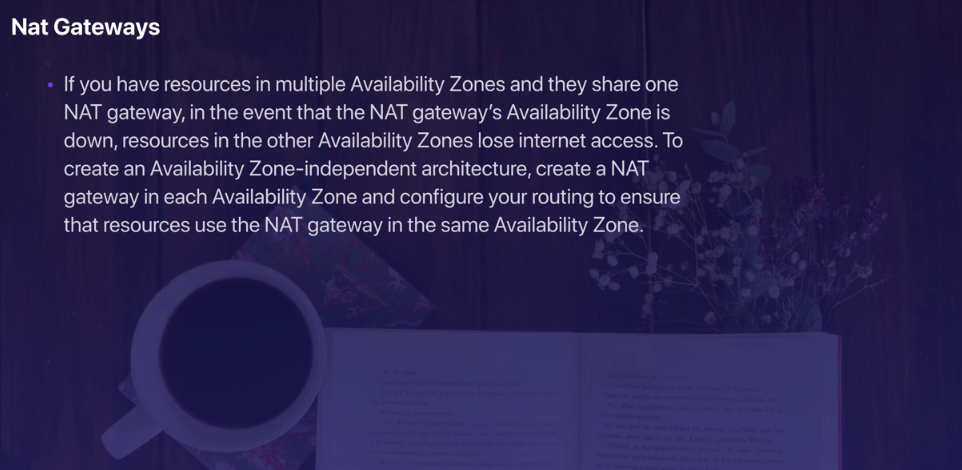 Nat Gateways
• If you have resources in multiple Availability Zones and they share one
NAT gateway, in the event that the NAT gateway’s Availability Zone is
down, resources in the other Availability Zones lose internet access. To
create an Availability Zone-independent architecture, create a NAT
gateway in each Availability Zone and configure your routing to ensure
that resources use the NAT gateway in the same Availability Zone.